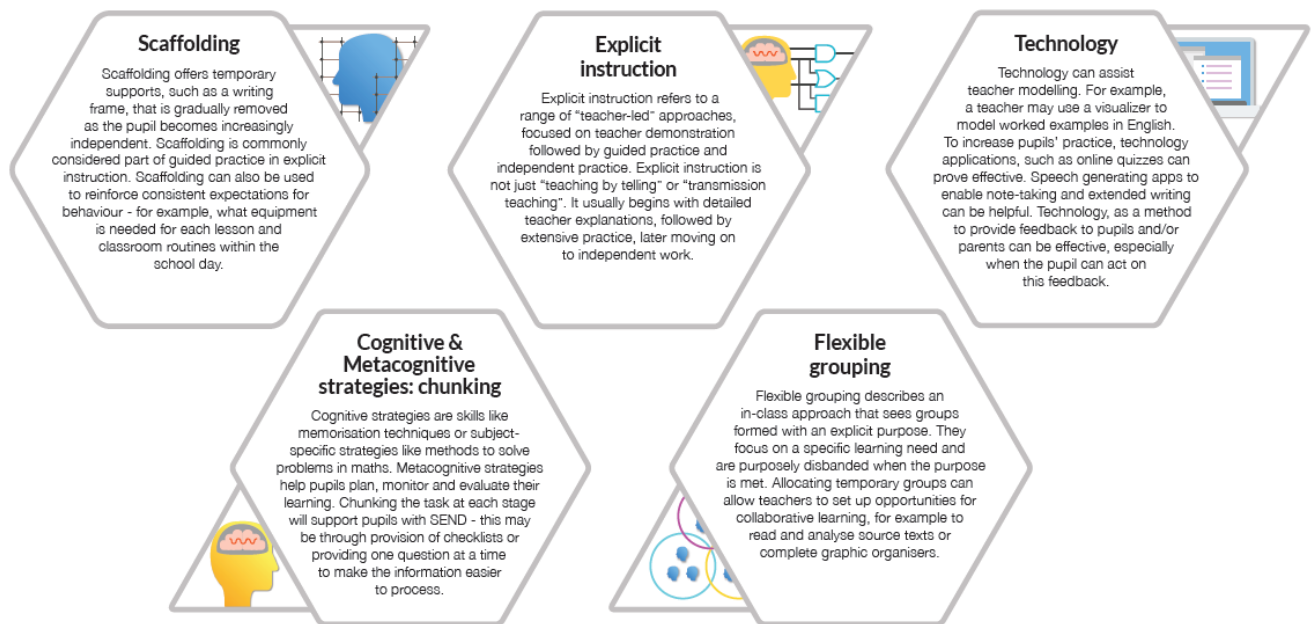 Scaffolding
Scaffolding offers temporary
supports, such as a writing
frame, that is gradually removed
as the pupil becomes increasingly
independent. Scaffolding is commonly
considered part of guided practice in explicit
instruction. Scaffolding can also be used
to reinforce consistent expectations for
behaviour - for example, what equipment
is needed for each lesson and
classroom routines within the
school day.
Explicit
instruction
Explicit instruction refers to a
range of "teacher-led" approaches,
focused on teacher demonstration
followed by guided practice and
independent practice. Explicit instruction is
not just "teaching by telling" or "transmission
teaching". It usually begins with detailed
teacher explanations, followed by
extensive practice, later moving on
to independent work.
Technology
Technology can assist
teacher modelling. For example,
a teacher may use a visualizer to
model worked examples in English.
To increase pupils' practice, technology
applications, such as online quizzes can
prove effective. Speech generating apps to
enable note-taking and extended writing
can be helpful. Technology, as a method
to provide feedback to pupils and/or
parents can be effective, especially
when the pupil can act on
this feedback.
Cognitive &
Metacognitive
strategies: chunking
Cognitive strategies are skills like
memorisation techniques or subject-
specific strategies like methods to solve
problems in maths. Metacognitive strategies
help pupils plan, monitor and evaluate their
learning. Chunking the task at each stage
will support pupils with SEND - this may
be through provision of checklists or
providing one question at a time
to make the information easier
to process.
Flexible
grouping
Flexible grouping describes an
in-class approach that sees groups
formed with an explicit purpose. They
focus on a specific learning need and
are purposely disbanded when the purpose
is met. Allocating temporary groups can
allow teachers to set up opportunities for
collaborative learning, for example to
read and analyse source texts or
complete graphic organisers.